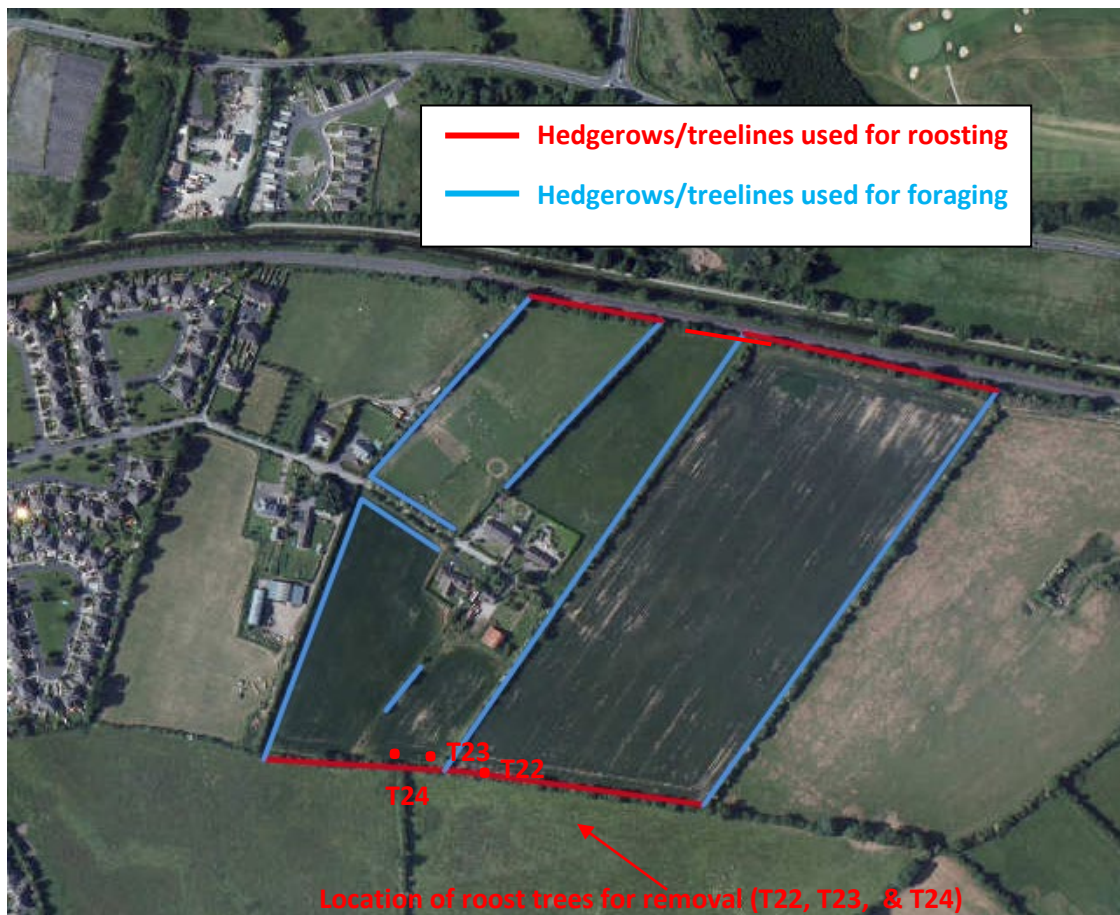 Hedgerows/treelines used for roosting
Hedgerows/treelines used for foraging
T23
T22
T24
Location of roost trees for removal (T22, T23, & T24)